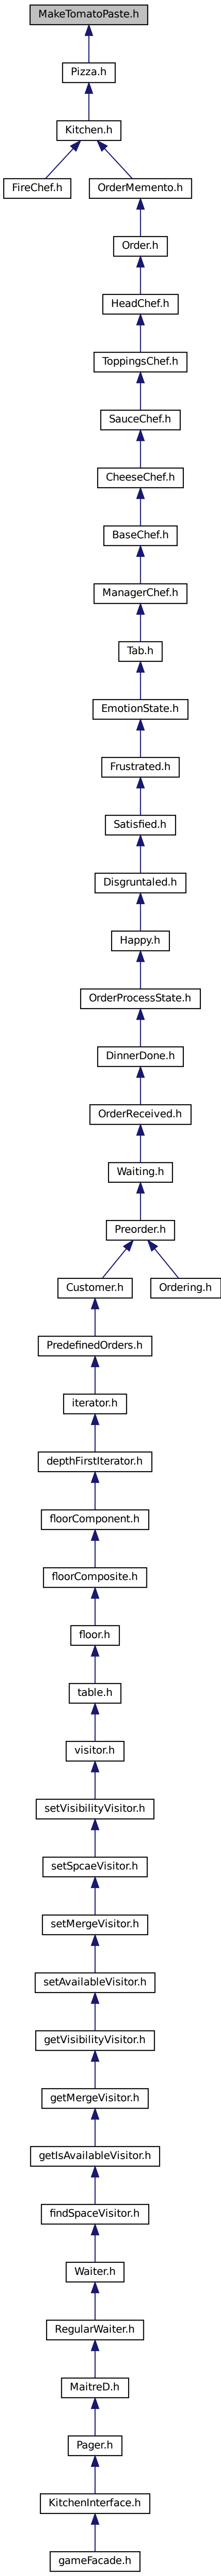 MakeTomatoPaste.h
Pizza.h
Kitchen.h
FireChef.h
OrderMemento.h
Order.h
HeadChef.h
ToppingsChef.h
SauceChef.h
CheeseChef.h
BaseChef.h
ManagerChef.h
Tab.h
EmotionState.h
Frustrated.h
Satisfied.h
Disgruntaled.h
Happy.h
OrderProcessState.h
DinnerDone.h
OrderReceived.h
Waiting.h
Preorder.h
Customer.h
Ordering.h
PredefinedOrders.h
iterator.h
depthFirstIterator.h
floorComponent.h
floorComposite.h
floor.h
table.h
visitor.h
setVisibilityVisitor.h
setSpcaeVisitor.h
setMergeVisitor.h
setAvailableVisitor.h
getVisibilityVisitor.h
getMergeVisitor.h
getIsAvailableVisitor.h
findSpaceVisitor.h
Waiter.h
RegularWaiter.h
MaitreD.h
Pager.h
KitchenInterface.h
gameFacade.h